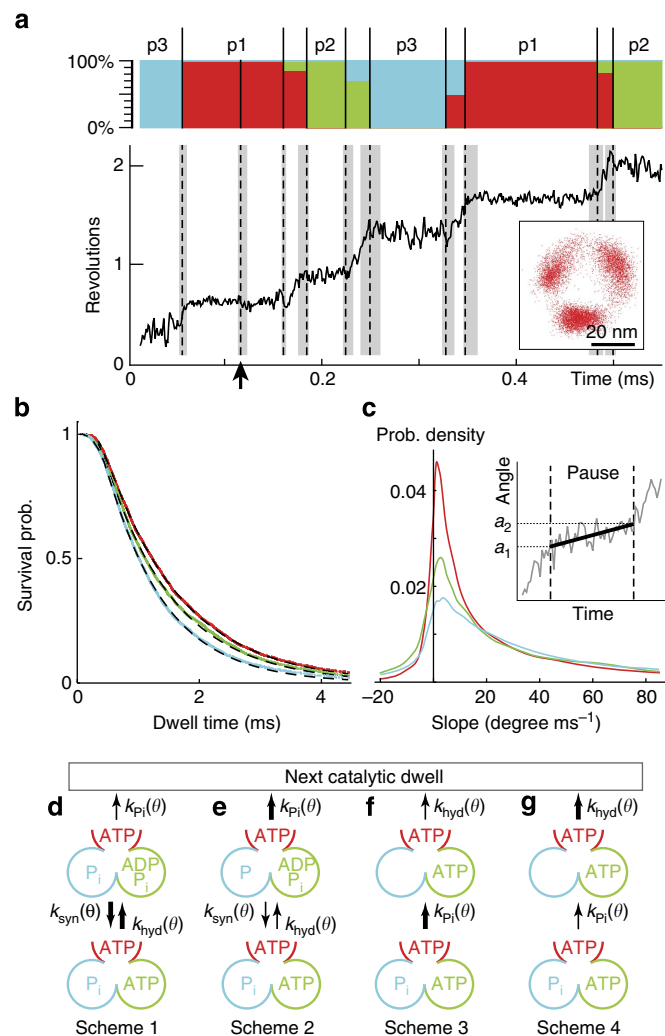 a
p3 p1 p2 p3 p1 p2
100%
0%
2
Revolutions
1
20 nm
0
0 0.2 0.4 Time (ms)
b c
Prob. density
1
Survival prob.
0.5
0
0 2 4
Dwell time (ms)
0.04
0.02
Pause
Angle
a2
a1
Time
–20 0 20 40 60 80
Slope (degree ms⁻¹)
Next catalytic dwell
d e f g
kPi(θ) kPi(θ) khyd(θ) khyd(θ)
ATP ATP ATP ATP
Pi ADP Pi P ADP Pi ATP ATP
ksyn(θ) khyd(θ) ksyn(θ) khyd(θ) kPi(θ) kPi(θ)
ATP ATP ATP ATP
Pi ATP Pi ATP Pi ATP Pi ATP
Scheme 1 Scheme 2 Scheme 3 Scheme 4